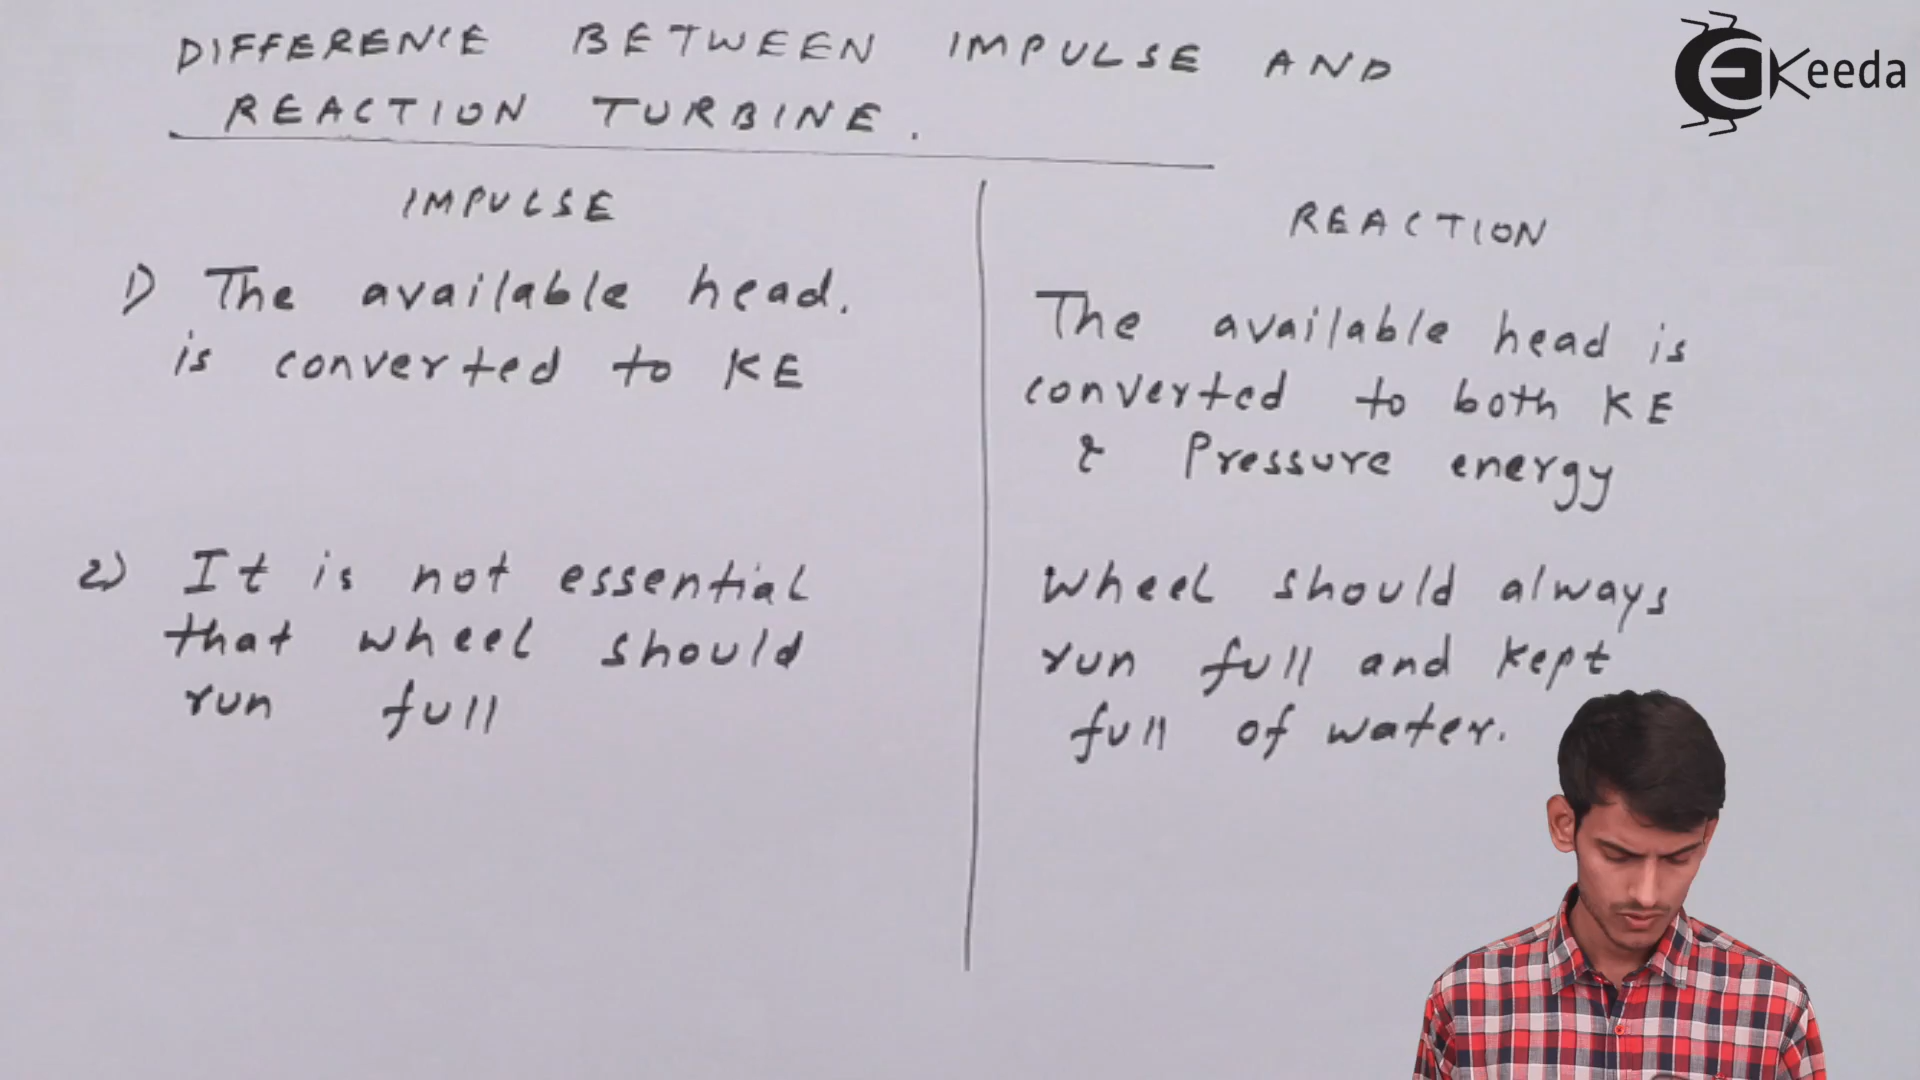 DIFFERENCE BETWEEN IMPULSE AND
REACTION TURBINE.
Keeda
IMPULSE
1) The available head.
is converted to KE
2) It is not essential
that wheel should
run full
REACTION
The available head is
converted to both KE
& Pressure energy
Wheel should always
run full and kept
full of water.